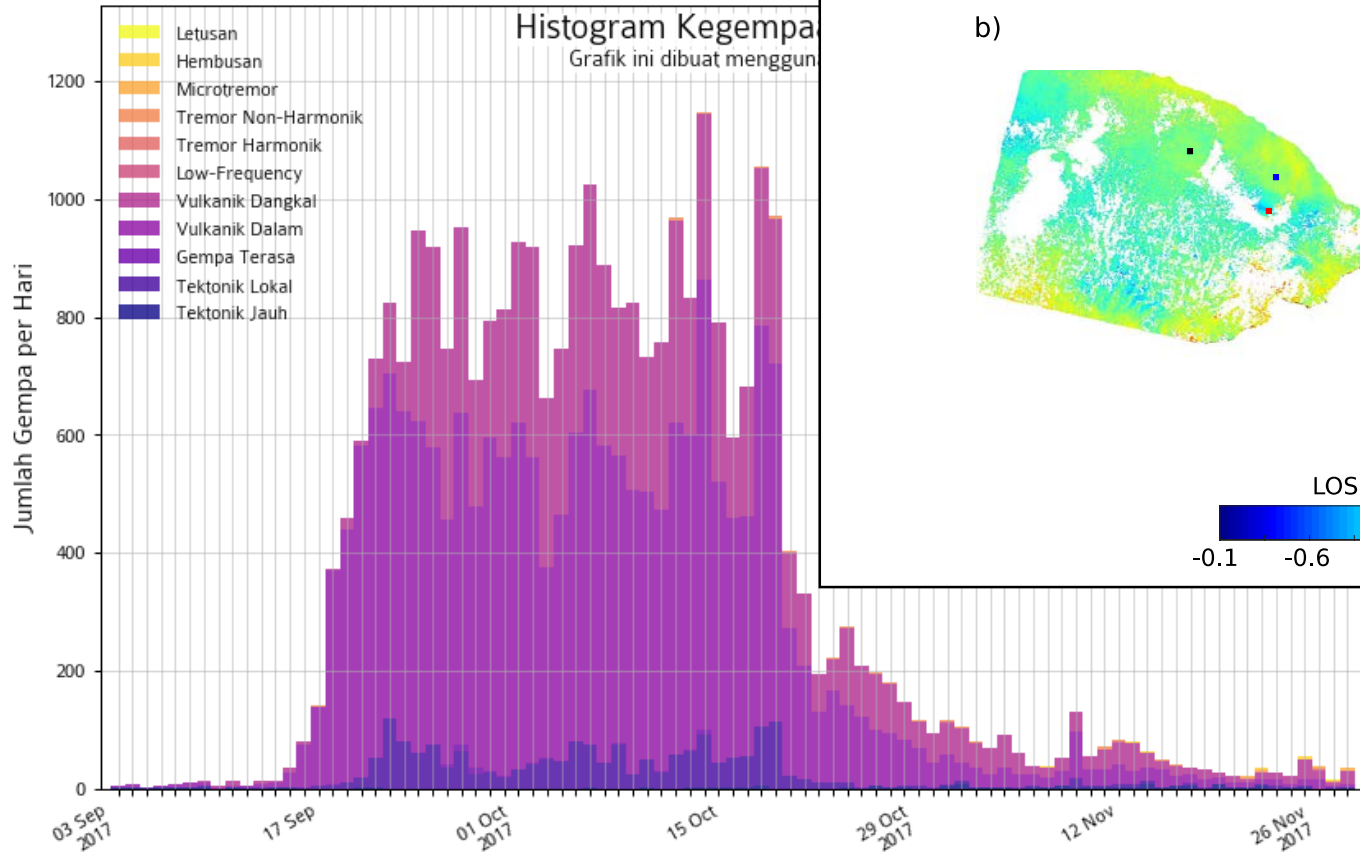 Histogram Kegempaa
Grafik ini dibuat mengguna
Letusan
Hembusan
Microtremor
Tremor Non-Harmonik
Tremor Harmonik
Low-Frequency
Vulkanik Dangkal
Vulkanik Dalam
Gempa Terasa
Tektonik Lokal
Tektonik Jauh
Jumlah Gempa per Hari
1200
1000
800
600
400
200
0
03 Sep
2017
17 Sep
01 Oct
2017
15 Oct
29 Oct
2017
12 Nov
26 Nov
2017
b)
LOS
-0.1
-0.6